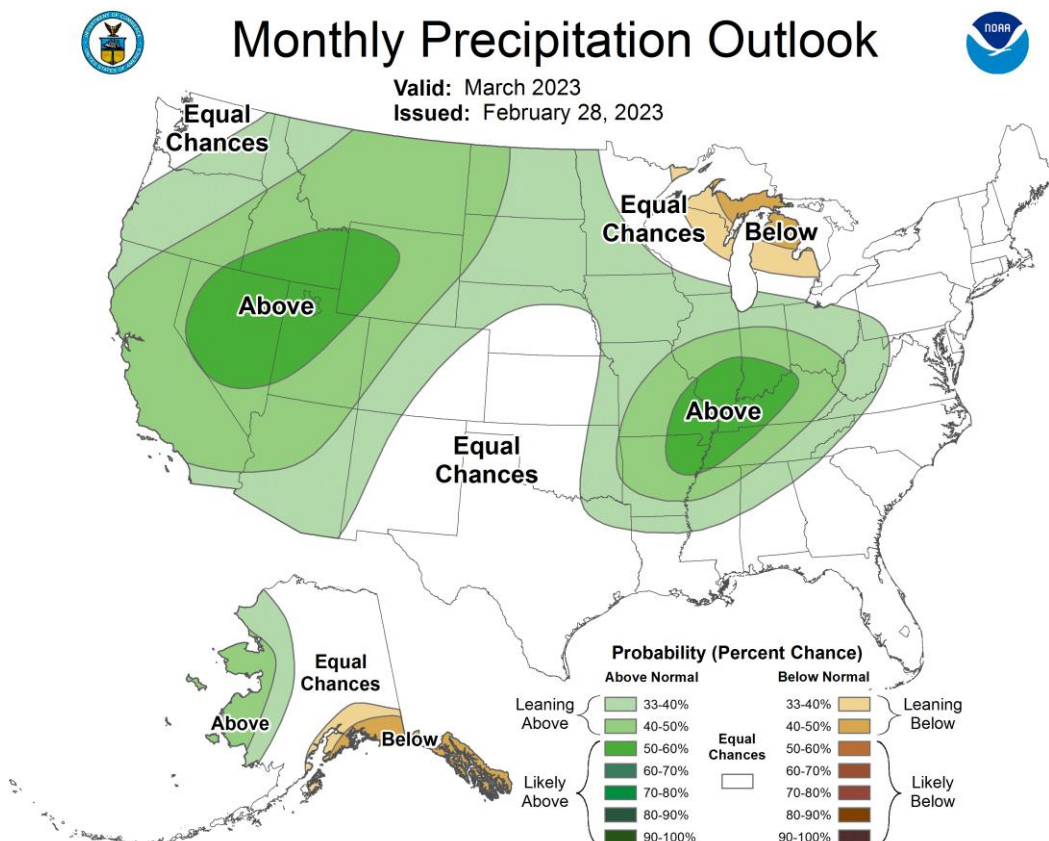 Monthly Precipitation Outlook
NOAA
Valid: March 2023
Issued: February 28, 2023
Equal
Chances
Equal
Chances
Below
Above
Above
Equal
Chances
Equal
Chances
Above
Below
Probability (Percent Chance)
Above Normal
Below Normal
Leaning
Above
33-40%
40-50%
Likely
Above
50-60%
60-70%
70-80%
80-90%
90-100%
Equal
Chances
33-40%
40-50%
Leaning
Below
50-60%
60-70%
70-80%
80-90%
90-100%
Likely
Below